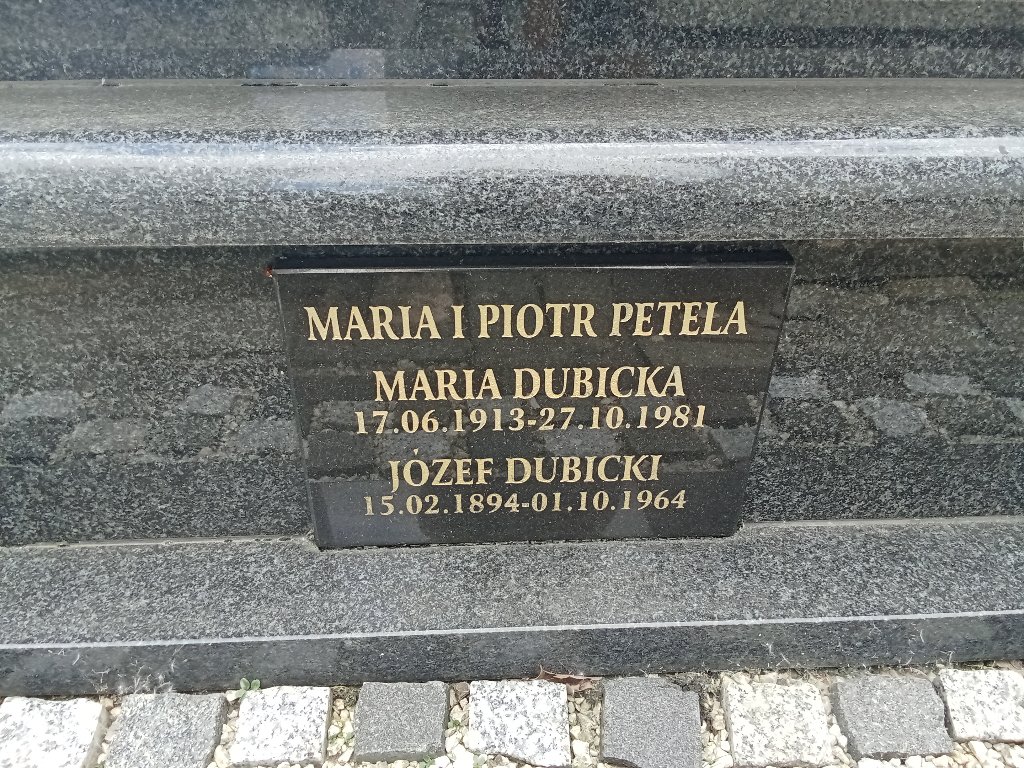 MARIA I PIOTR PETELA
MARIA DUBICKA
17.06.1913-27.10.1981
JÓZEF DUBICKI
15.02.1894-01.10.1964